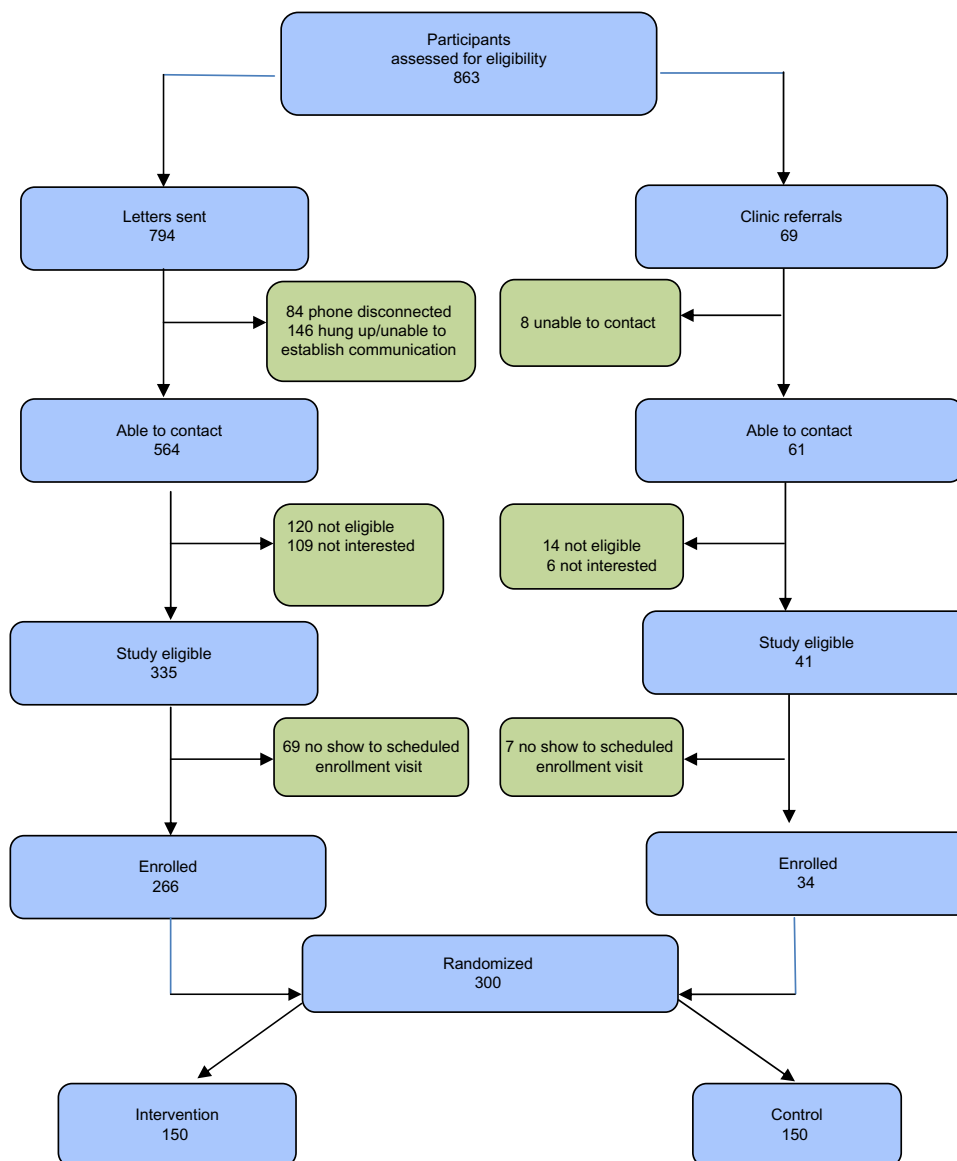 Participants
assessed for eligibility
863
Letters sent
794
Clinic referrals
69
84 phone disconnected
146 hung up/unable to
establish communication
8 unable to contact
Able to contact
564
Able to contact
61
120 not eligible
109 not interested
14 not eligible
6 not interested
Study eligible
335
Study eligible
41
69 no show to scheduled
enrollment visit
7 no show to scheduled
enrollment visit
Enrolled
266
Enrolled
34
Randomized
300
Intervention
150
Control
150